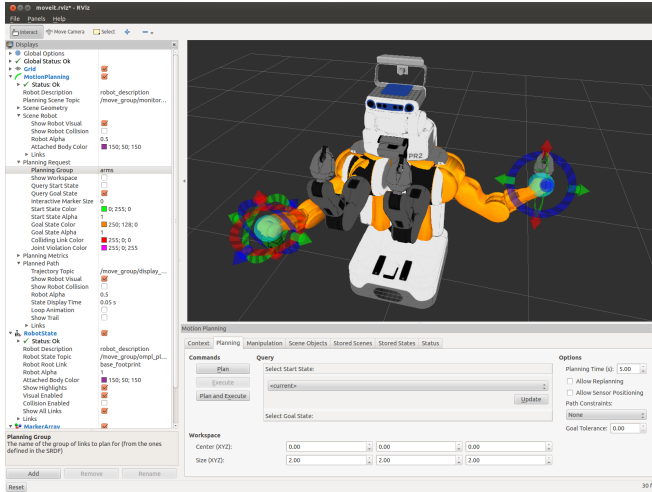 moveit.rviz* - RViz
File Panels Help
Interact Move Camera Select
Displays
Global Options
Global Status: Ok
Grid
MotionPlanning
Status: Ok
Robot Description robot_description
Planning Scene Topic /move_group/monitor...
Scene Geometry
Scene Robot
Show Robot Visual
Show Robot Collision
Robot Alpha 0.5
Attached Body Color 150; 50; 150
Links
Planning Request
Planning Group arms
Show Workspace
Query Start State
Query Goal State
Interactive Marker Size 0
Start State Color 0; 255; 0
Start State Alpha 1
Goal State Color 250; 128; 0
Goal State Alpha 1
Colliding Link Color 255; 0; 0
Joint Violation Color 255; 0; 255
Planning Metrics
Planned Path
Trajectory Topic /move_group/display_...
Show Robot Visual
Show Robot Collision
Robot Alpha 0.5
State Display Time 0.05 s
Loop Animation
Show Trail
Links
RobotState
Status: Ok
Robot Description robot_description
Robot State Topic /move_group/ompl_pl...
Robot Root Link base_footprint
Robot Alpha 1
Attached Body Color 150; 50; 150
Show Highlights
Visual Enabled
Collision Enabled
Show All Links
Links
MarkerArray
Planning Group
The name of the group of links to plan for (from the ones
defined in the SRDF)
Add Remove Rename
Reset
PR2
Motion Planning
Context Planning Manipulation Scene Objects Stored Scenes Stored States Status
Commands Query Options
Plan Select Start State: Planning Time (s): 5.00
Execute <current> Allow Replanning
Plan and Execute Update Allow Sensor Positioning
Path Constraints:
Select Goal State: None
Goal Tolerance: 0.00
Workspace
Center (XYZ): 0.00 0.00 0.00
Size (XYZ): 2.00 2.00 2.00
30 f